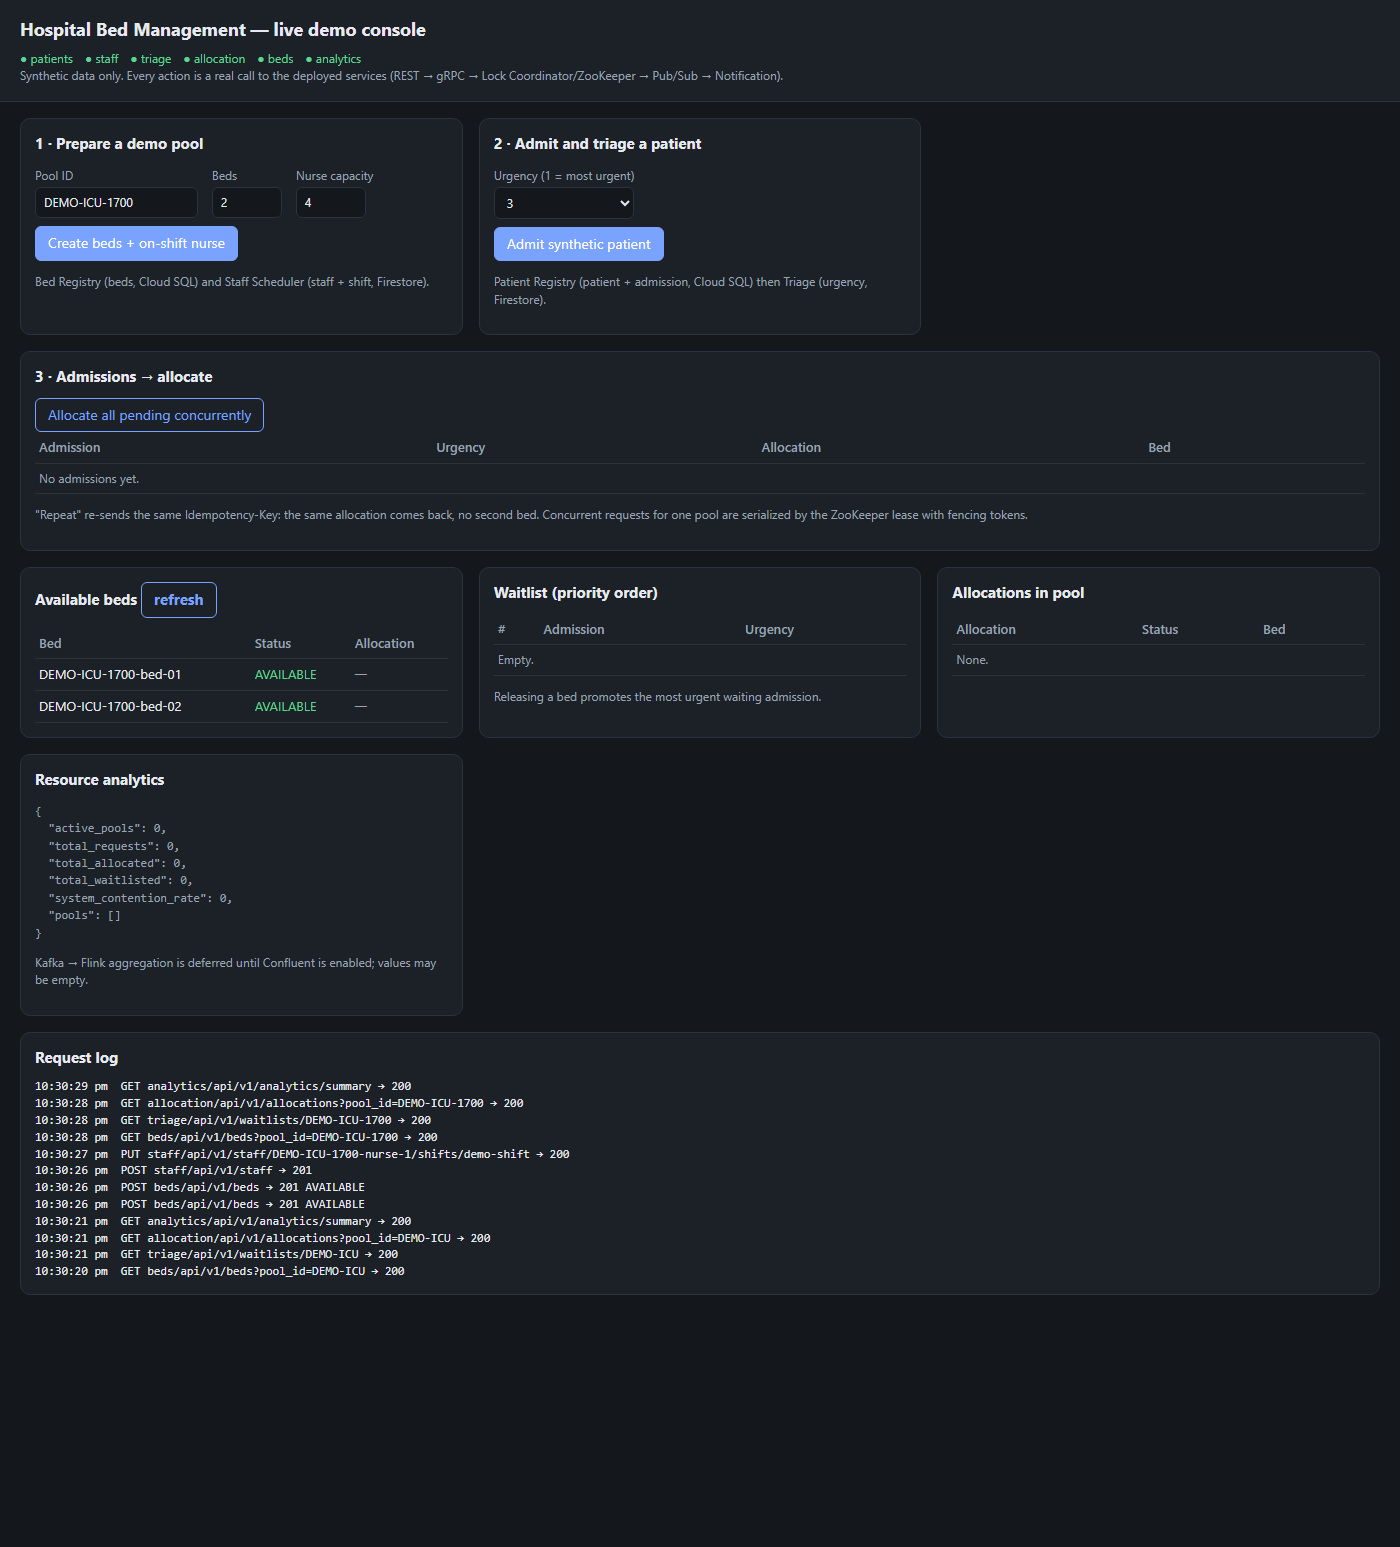 Hospital Bed Management — live demo console
● patients ● staff ● triage ● allocation ● beds ● analytics
Synthetic data only. Every action is a real call to the deployed services (REST → gRPC → Lock Coordinator/ZooKeeper → Pub/Sub → Notification).
1 · Prepare a demo pool
Pool ID Beds Nurse capacity
DEMO-ICU-1700 2 4
Create beds + on-shift nurse
Bed Registry (beds, Cloud SQL) and Staff Scheduler (staff + shift, Firestore).
2 · Admit and triage a patient
Urgency (1 = most urgent)
3
Admit synthetic patient
Patient Registry (patient + admission, Cloud SQL) then Triage (urgency,
Firestore).
3 · Admissions → allocate
Allocate all pending concurrently
Admission Urgency Allocation Bed
No admissions yet.
"Repeat" re-sends the same Idempotency-Key: the same allocation comes back, no second bed. Concurrent requests for one pool are serialized by the ZooKeeper lease with fencing tokens.
Available beds refresh
Bed Status Allocation
DEMO-ICU-1700-bed-01 AVAILABLE —
DEMO-ICU-1700-bed-02 AVAILABLE —
Waitlist (priority order)
# Admission Urgency
Empty.
Releasing a bed promotes the most urgent waiting admission.
Allocations in pool
Allocation Status Bed
None.
Resource analytics
{
"active_pools": 0,
"total_requests": 0,
"total_allocated": 0,
"total_waitlisted": 0,
"system_contention_rate": 0,
"pools": []
}
Kafka → Flink aggregation is deferred until Confluent is enabled; values may
be empty.
Request log
10:30:29 pm GET analytics/api/v1/analytics/summary → 200
10:30:28 pm GET allocation/api/v1/allocations?pool_id=DEMO-ICU-1700 → 200
10:30:28 pm GET triage/api/v1/waitlists/DEMO-ICU-1700 → 200
10:30:28 pm GET beds/api/v1/beds?pool_id=DEMO-ICU-1700 → 200
10:30:27 pm PUT staff/api/v1/staff/DEMO-ICU-1700-nurse-1/shifts/demo-shift → 200
10:30:26 pm POST staff/api/v1/staff → 201
10:30:26 pm POST beds/api/v1/beds → 201 AVAILABLE
10:30:26 pm POST beds/api/v1/beds → 201 AVAILABLE
10:30:21 pm GET analytics/api/v1/analytics/summary → 200
10:30:21 pm GET allocation/api/v1/allocations?pool_id=DEMO-ICU → 200
10:30:21 pm GET triage/api/v1/waitlists/DEMO-ICU → 200
10:30:20 pm GET beds/api/v1/beds?pool_id=DEMO-ICU → 200